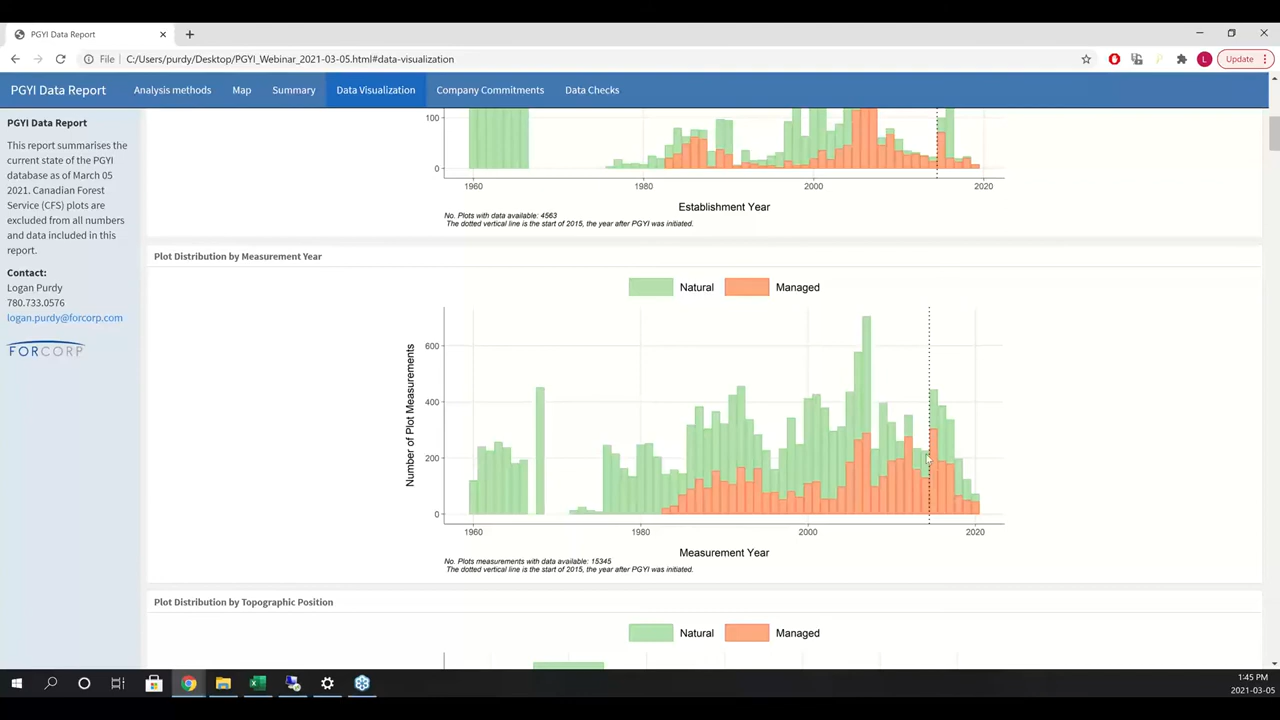 PGYI Data Report
File C:/Users/purdy/Desktop/PGYI_Webinar_2021-03-05.html#data-visualization
L Update
PGYI Data Report Analysis methods Map Summary Data Visualization Company Commitments Data Checks
PGYI Data Report
This report summarises the
current state of the PGYI
database as of March 05
2021. Canadian Forest
Service (CFS) plots are
excluded from all numbers
and data included in this
report.
Contact:
Logan Purdy
780.733.0576
logan.purdy@forcorp.com
FORCORP
100
0
1960 1980 2000 2020
Establishment Year
No. Plots with data available: 4563
The dotted vertical line is the start of 2015, the year after PGYI was initiated.
Plot Distribution by Measurement Year
Natural Managed
Number of Plot Measurements
600
400
200
0
1960 1980 2000 2020
Measurement Year
No. Plots measurements with data available: 15345
The dotted vertical line is the start of 2015, the year after PGYI was initiated.
Plot Distribution by Topographic Position
Natural Managed
1:45 PM
2021-03-05